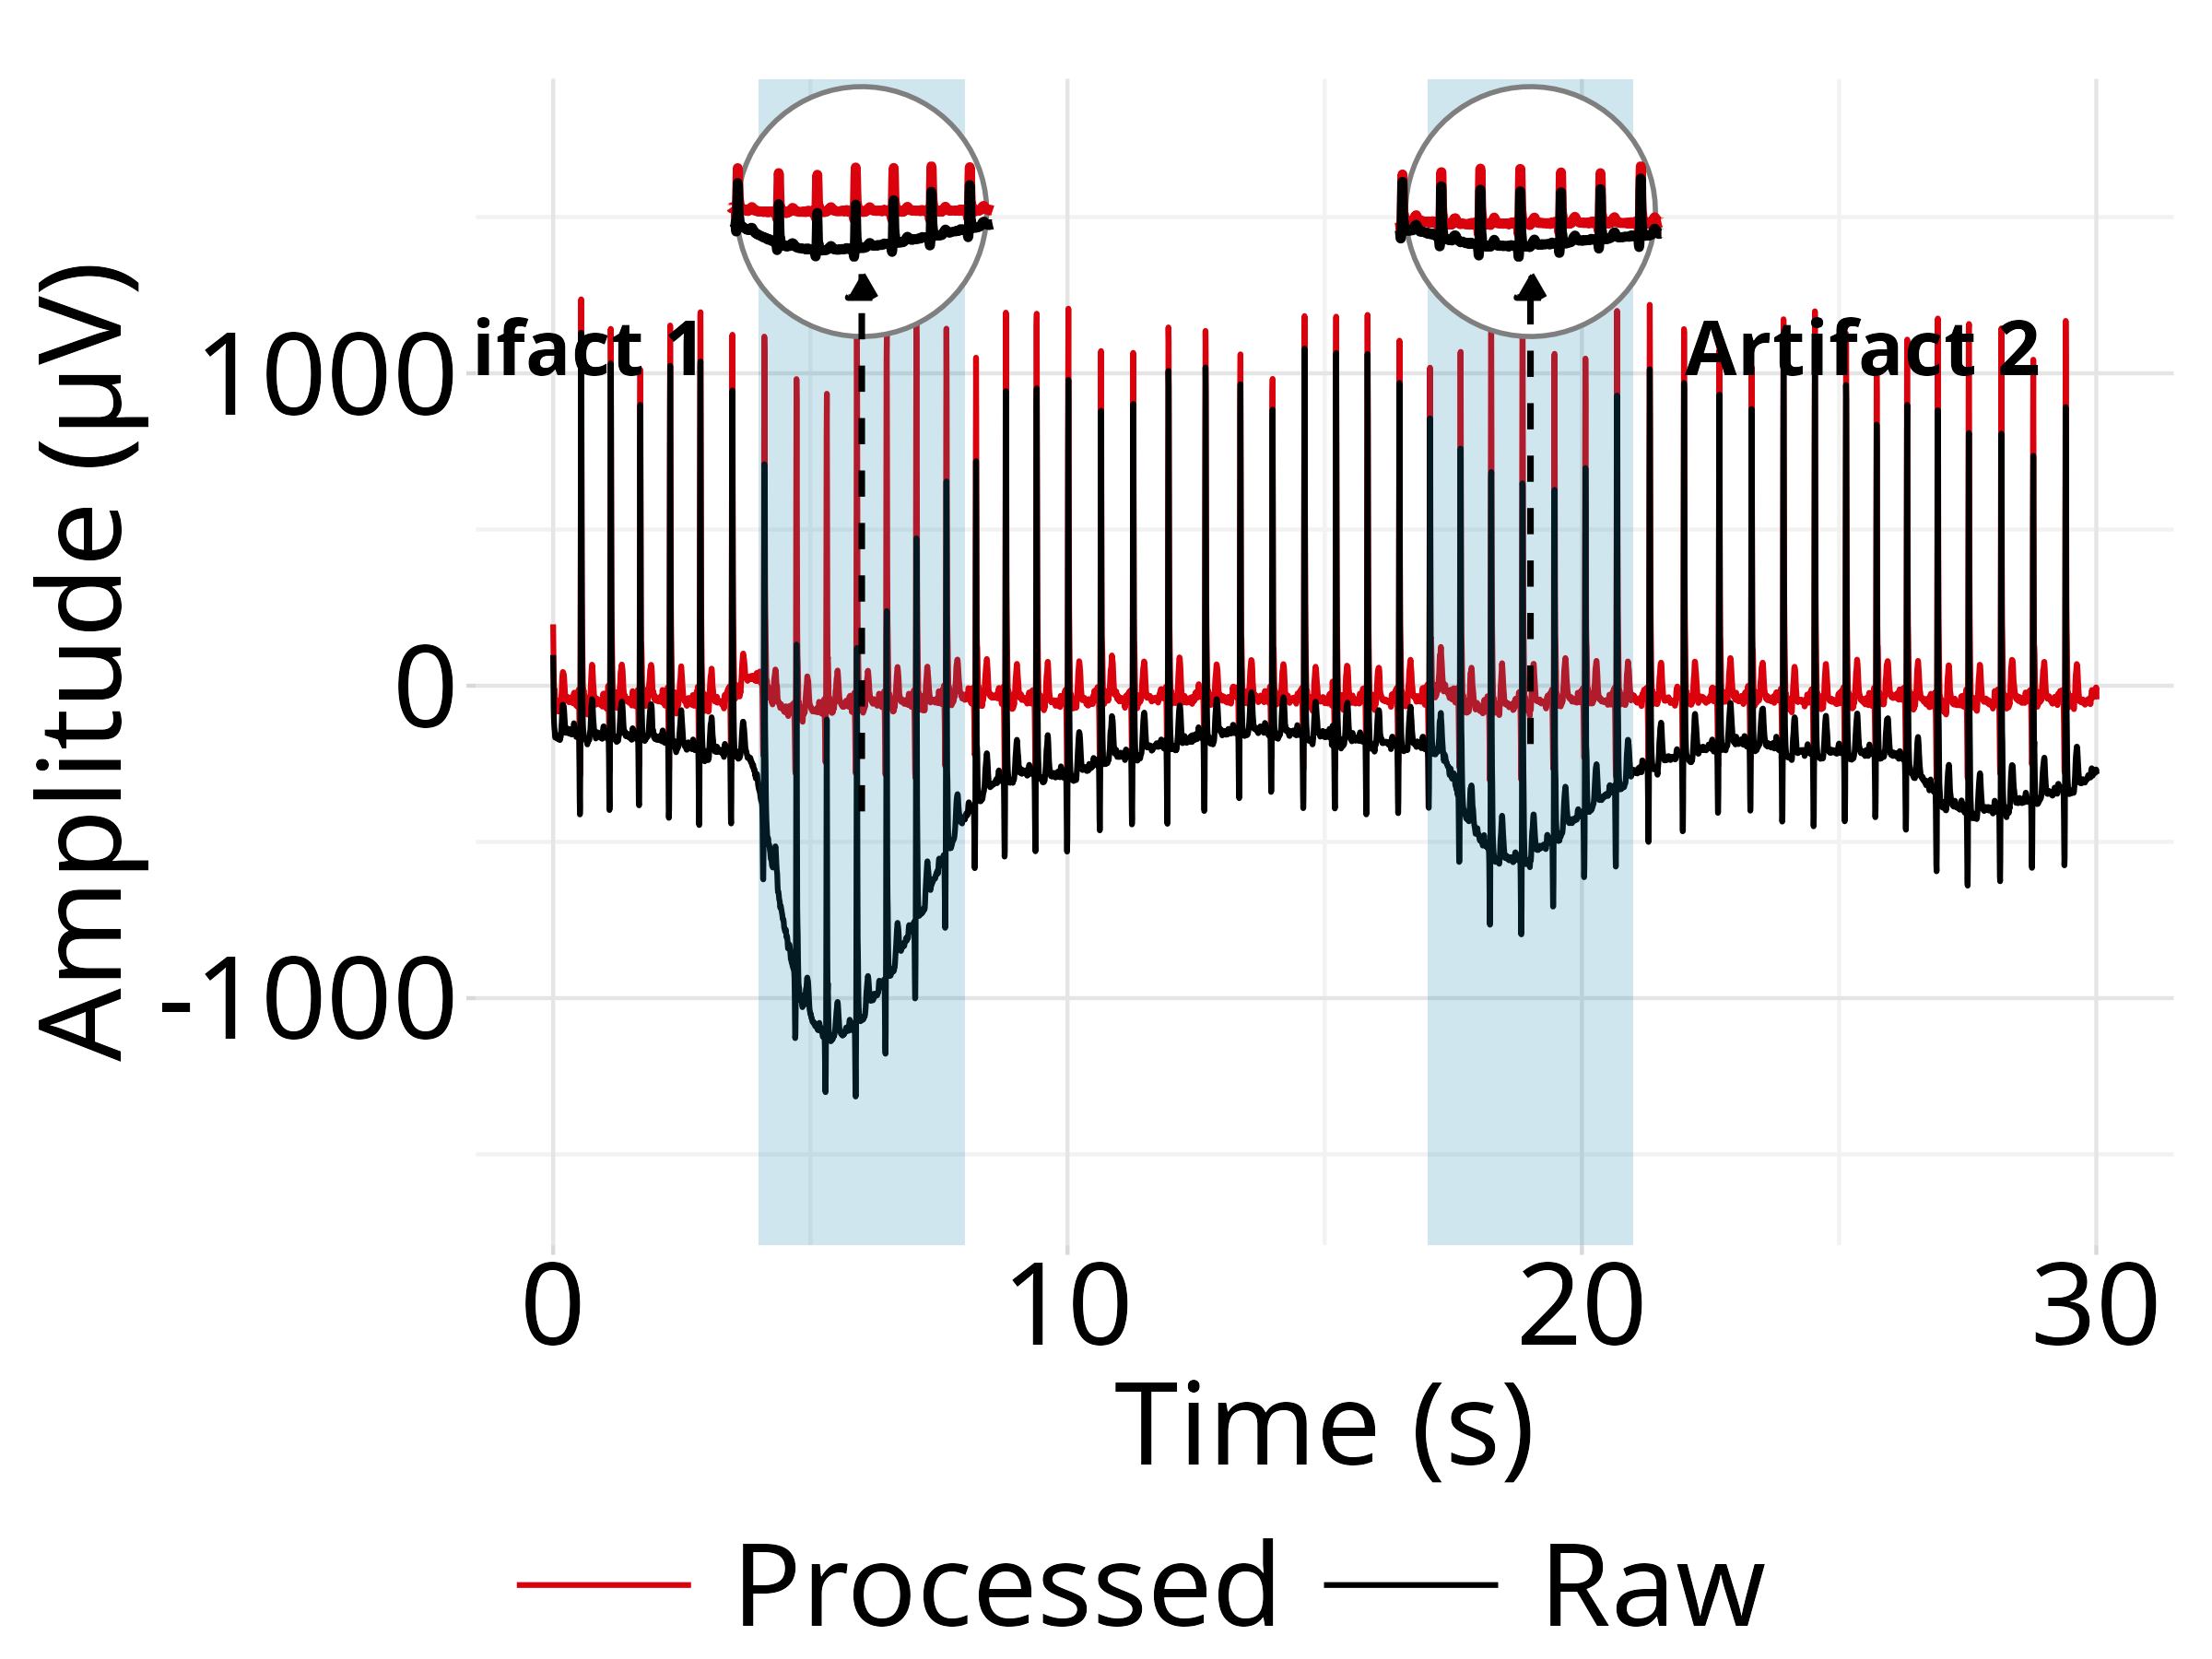 Amplitude (µV)
1000
0
-1000
ifact 1
Artifact 2
0
10
20
30
Time (s)
Processed
Raw